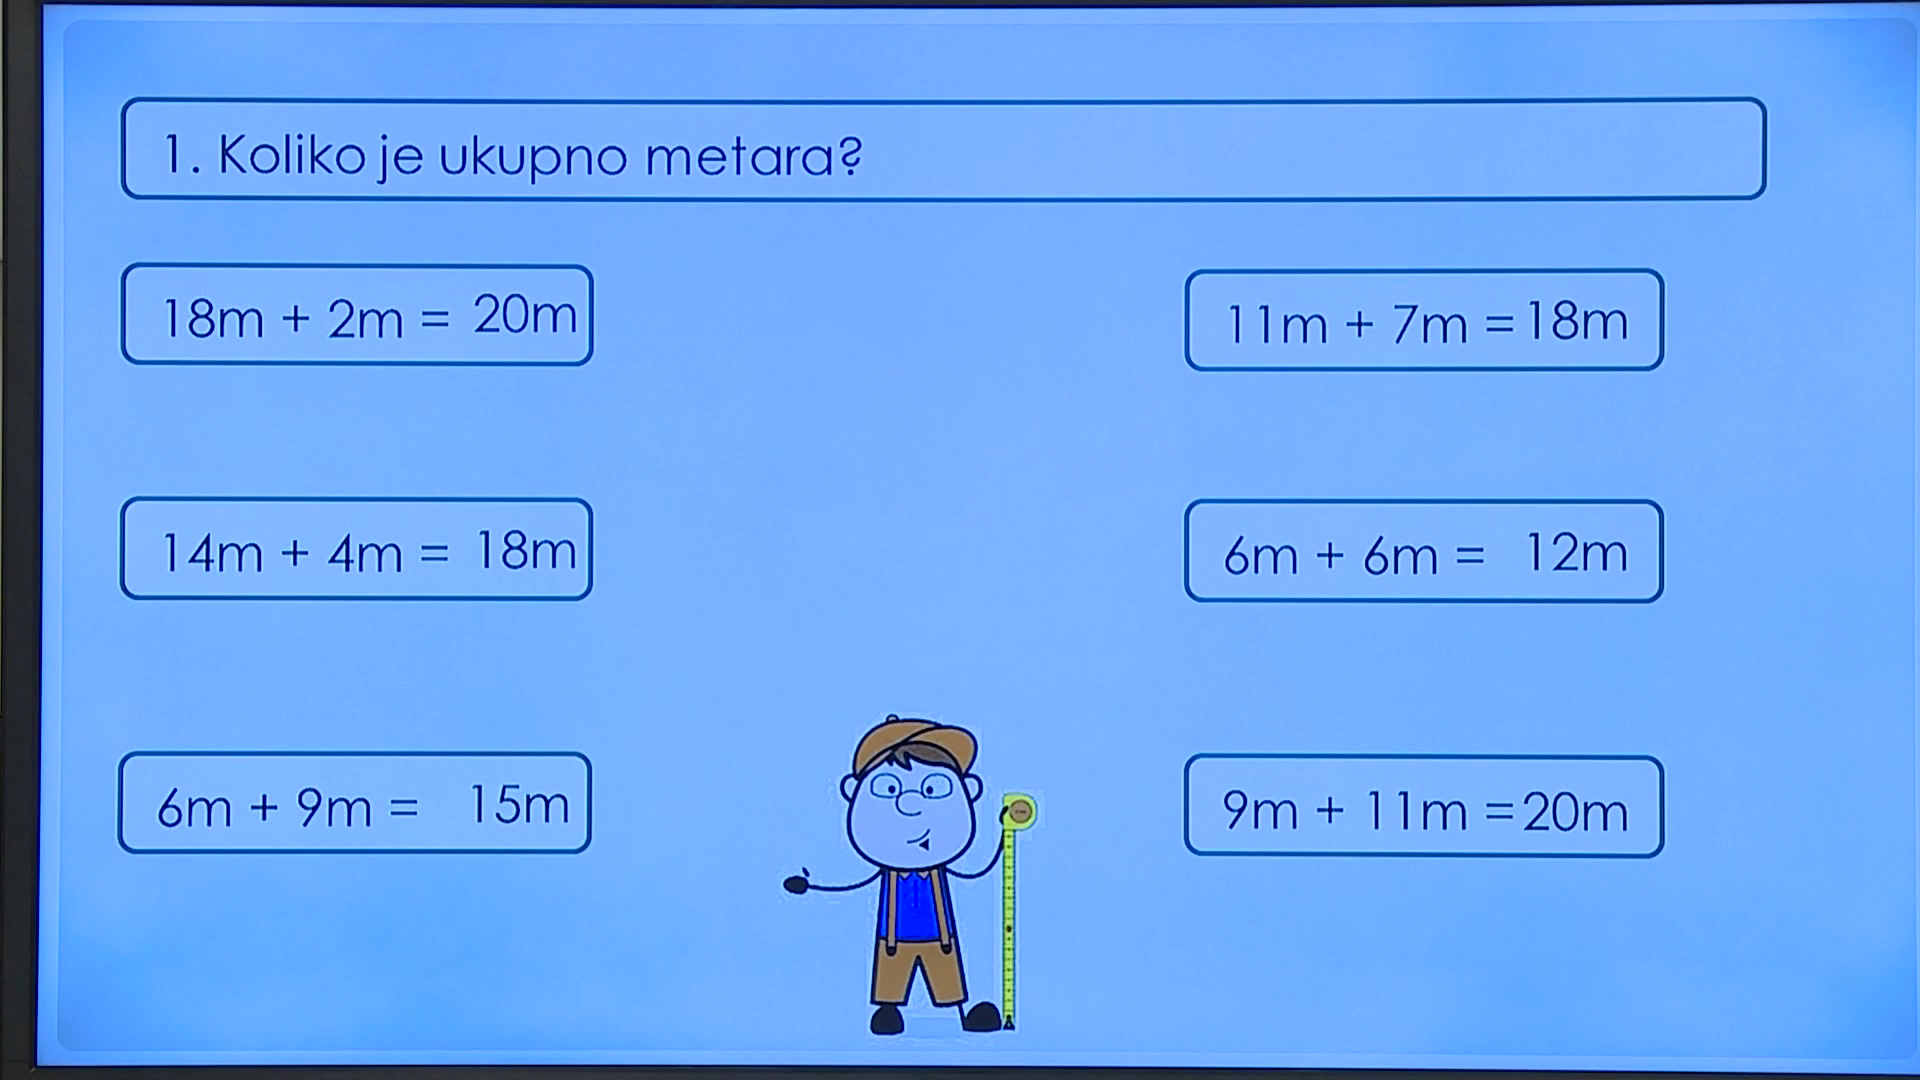 1. Koliko je ukupno metara?
18m + 2m = 20m
11m + 7m = 18m
14m + 4m = 18m
6m + 6m = 12m
6m + 9m = 15m
9m + 11m = 20m